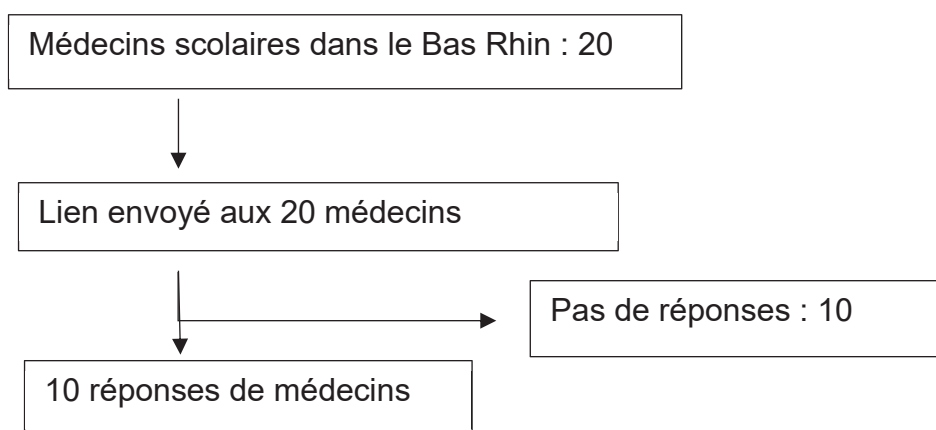 Médecins scolaires dans le Bas Rhin : 20
Lien envoyé aux 20 médecins
Pas de réponses : 10
10 réponses de médecins